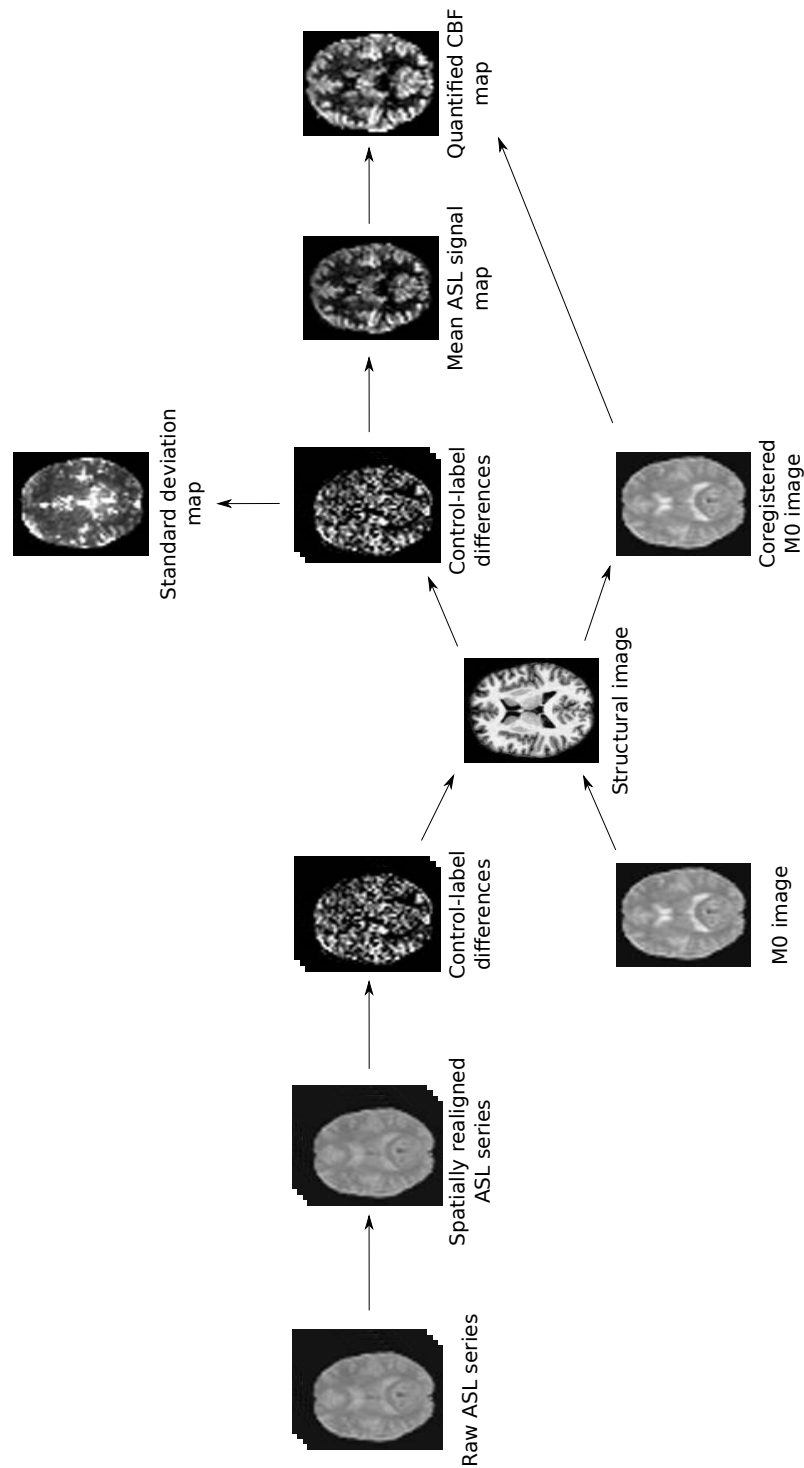 Raw ASL series
Spatially realigned
ASL series
Control-label
differences
M0 image
Structural image
Standard deviation
map
Control-label
differences
Coregistered
M0 image
Mean ASL signal
map
Quantified CBF
map